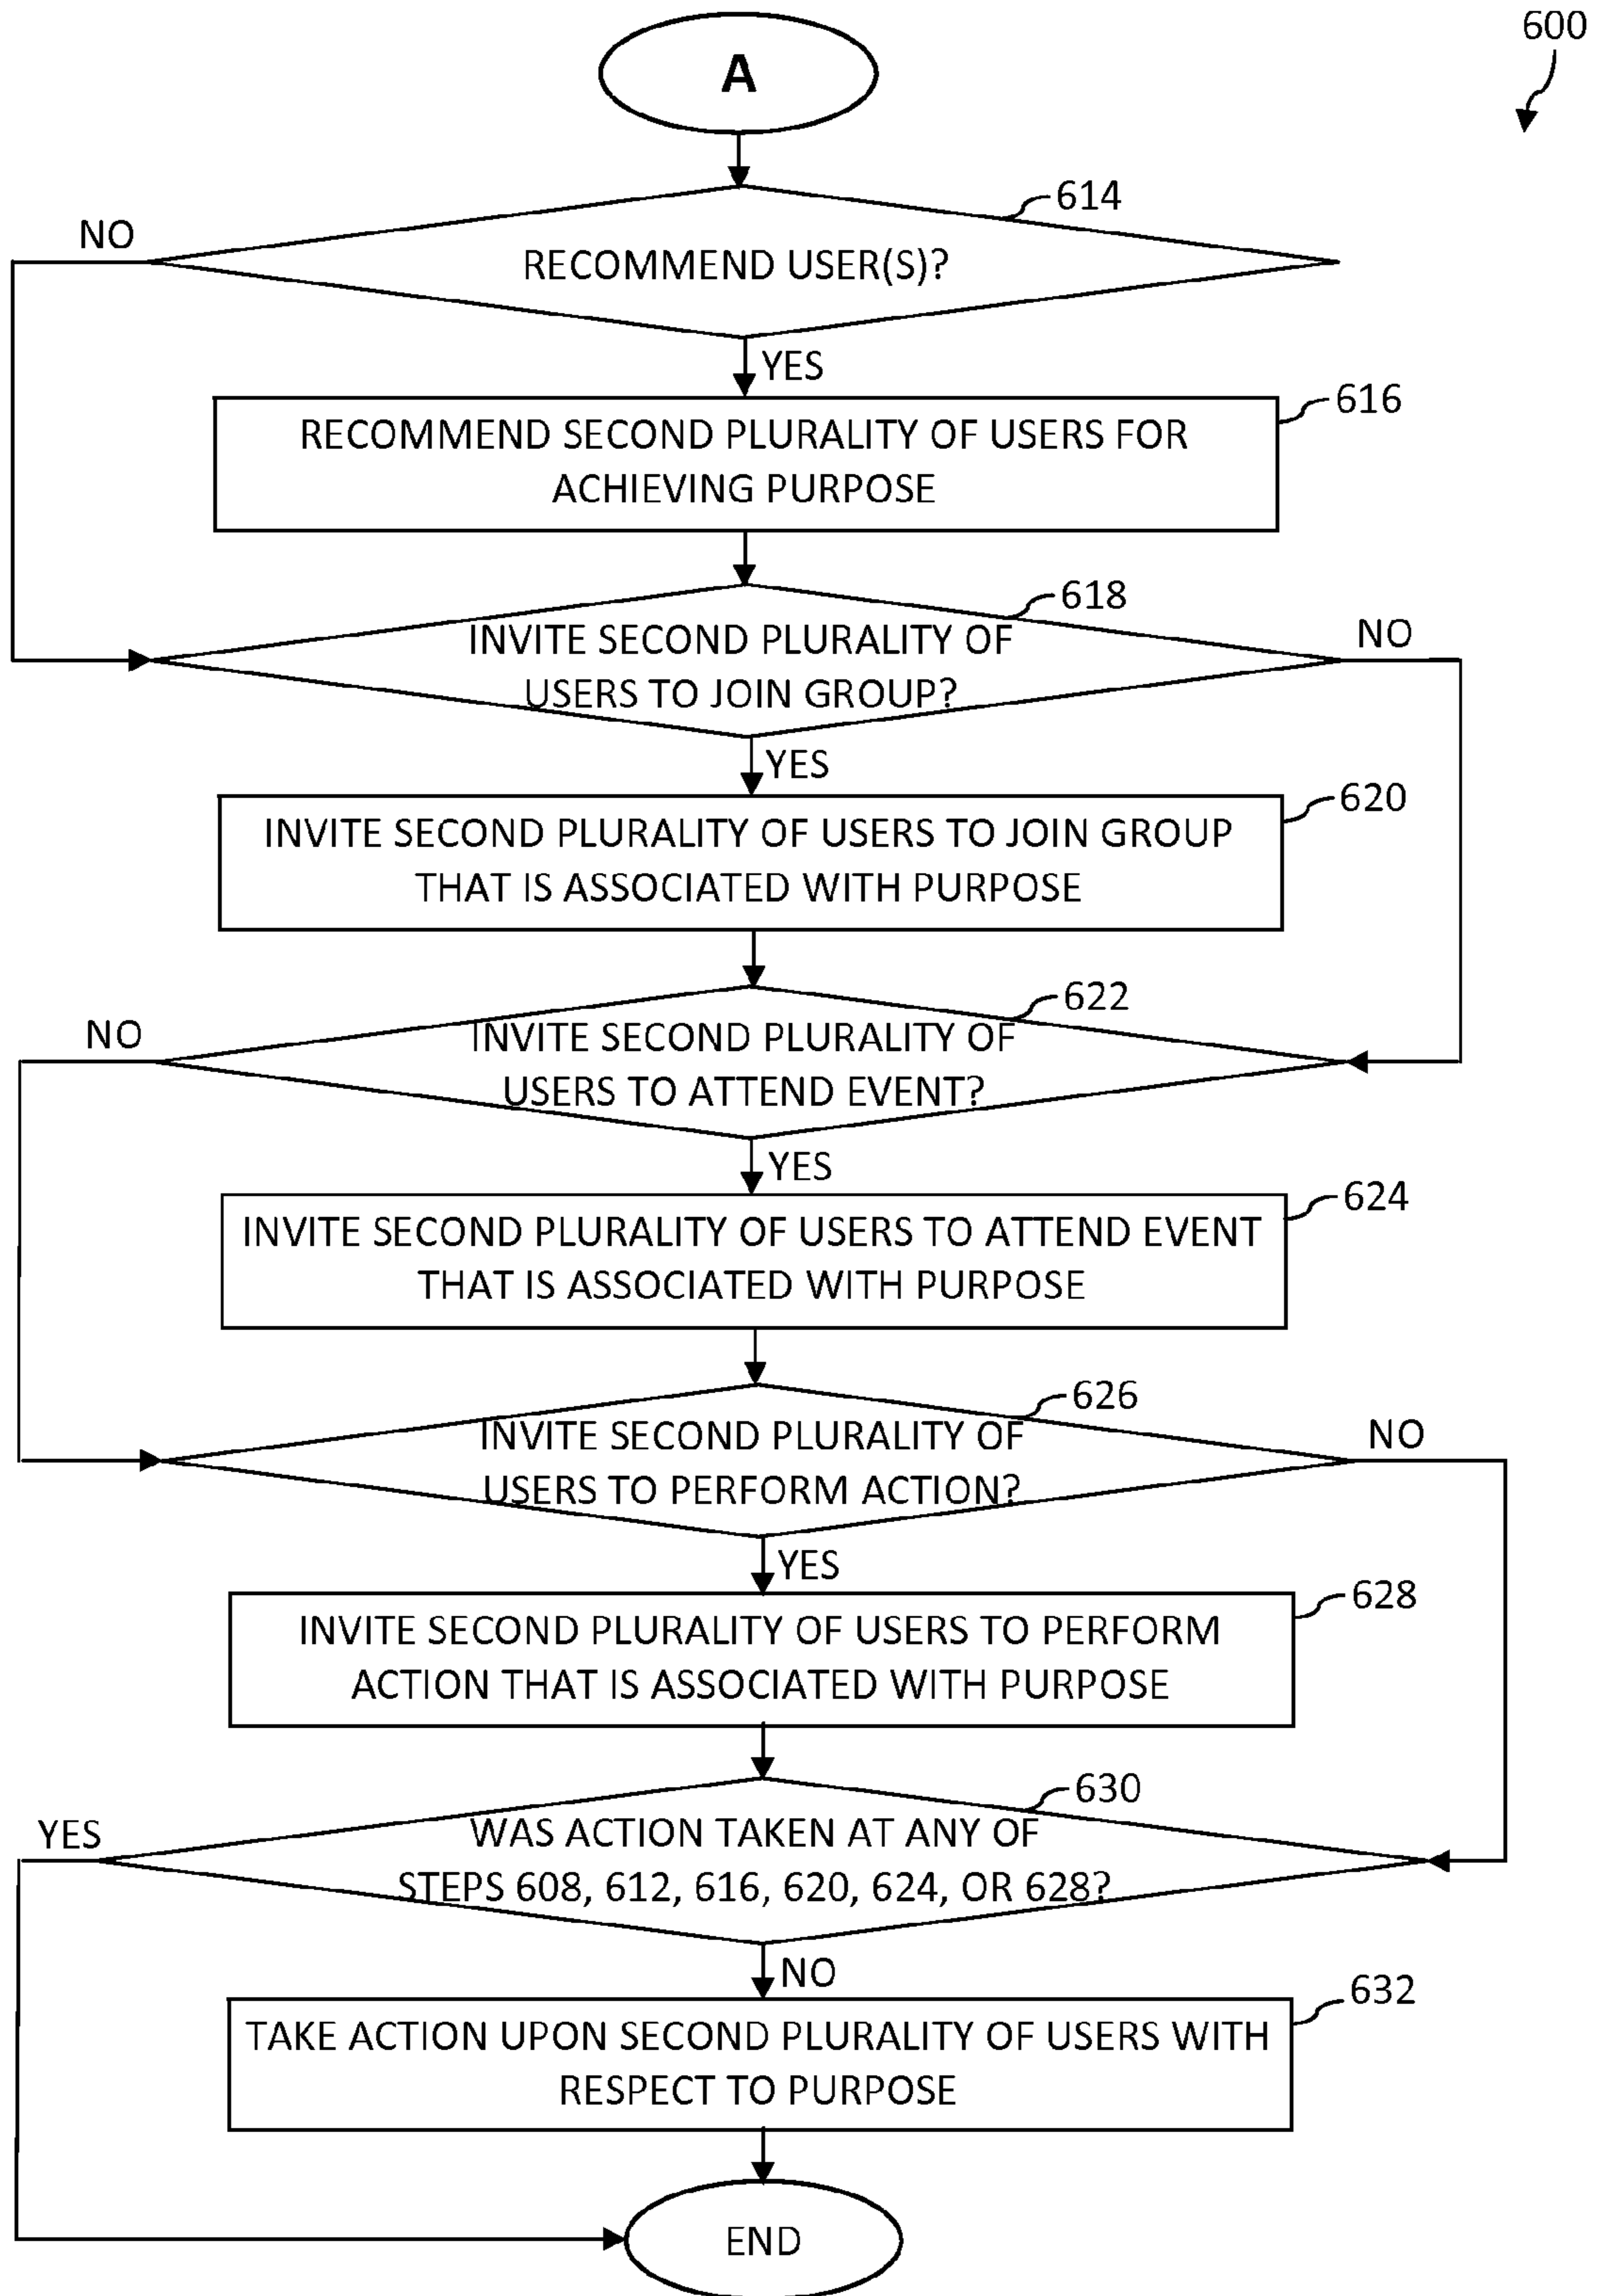 600
A
614
NO
RECOMMEND USER(S)?
YES
616
RECOMMEND SECOND PLURALITY OF USERS FOR
ACHIEVING PURPOSE
618
INVITE SECOND PLURALITY OF
NO
USERS TO JOIN GROUP?
YES
620
INVITE SECOND PLURALITY OF USERS TO JOIN GROUP
THAT IS ASSOCIATED WITH PURPOSE
622
NO
INVITE SECOND PLURALITY OF
USERS TO ATTEND EVENT?
YES
624
INVITE SECOND PLURALITY OF USERS TO ATTEND EVENT
THAT IS ASSOCIATED WITH PURPOSE
626
INVITE SECOND PLURALITY OF
NO
USERS TO PERFORM ACTION?
YES
628
INVITE SECOND PLURALITY OF USERS TO PERFORM
ACTION THAT IS ASSOCIATED WITH PURPOSE
630
YES
WAS ACTION TAKEN AT ANY OF
STEPS 608, 612, 616, 620, 624, OR 628?
NO
632
TAKE ACTION UPON SECOND PLURALITY OF USERS WITH
RESPECT TO PURPOSE
END